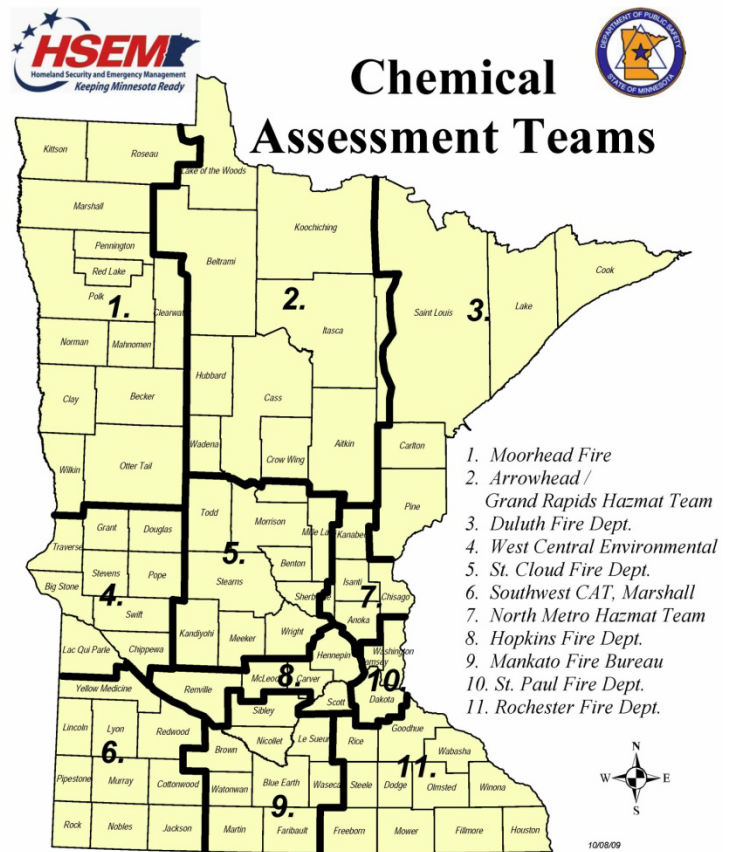 HSEM
Homeland Security and Emergency Management
Keeping Minnesota Ready
DEPARTMENT OF PUBLIC SAFETY
STATE OF MINNESOTA
Chemical
Assessment Teams
Kittson
Roseau
Lake of the Woods
Marshall
Koochiching
Pennington
Beltrami
Red Lake
Cook
Polk
1.
Clearwat
2.
Saint Louis
3.
Lake
Itasca
Norman
Mahnomen
Hubbard
Clay
Becker
Cass
Wadena
Aitkin
Carlton
Crow Wing
Wilkin
Otter Tail
Pine
Todd
Morrison
Mille La
Kanabe
Grant
Douglas
Traverse
5.
Benton
Isanti
Stevens
Pope
Stearns
7.
Chisago
Big Stone
4.
Sherb
ne
Anoka
Swift
Kandiyohi
Meeker
Wright
Hennepin
Washington
amsey
Lac Qui Parle
Chippewa
8.
McLeod
Carver
10.
Yellow Medicine
Renville
Scott
Dakota
Sibley
Lincoln
Lyon
Redwood
Nicollet
Le Sueur
Rice
Goodhue
Wabasha
6.
Brown
11.
Pipestone
Murray
Cottonwood
Watonwan
Blue Earth
Waseca
Steele
Dodge
Olmsted
Winona
9.
Rock
Nobles
Jackson
Martin
Faribault
Freeborn
Mower
Fillmore
Houston
1. Moorhead Fire
2. Arrowhead /
Grand Rapids Hazmat Team
3. Duluth Fire Dept.
4. West Central Environmental
5. St. Cloud Fire Dept.
6. Southwest CAT, Marshall
7. North Metro Hazmat Team
8. Hopkins Fire Dept.
9. Mankato Fire Bureau
10. St. Paul Fire Dept.
11. Rochester Fire Dept.
N
W
E
S
10/08/09